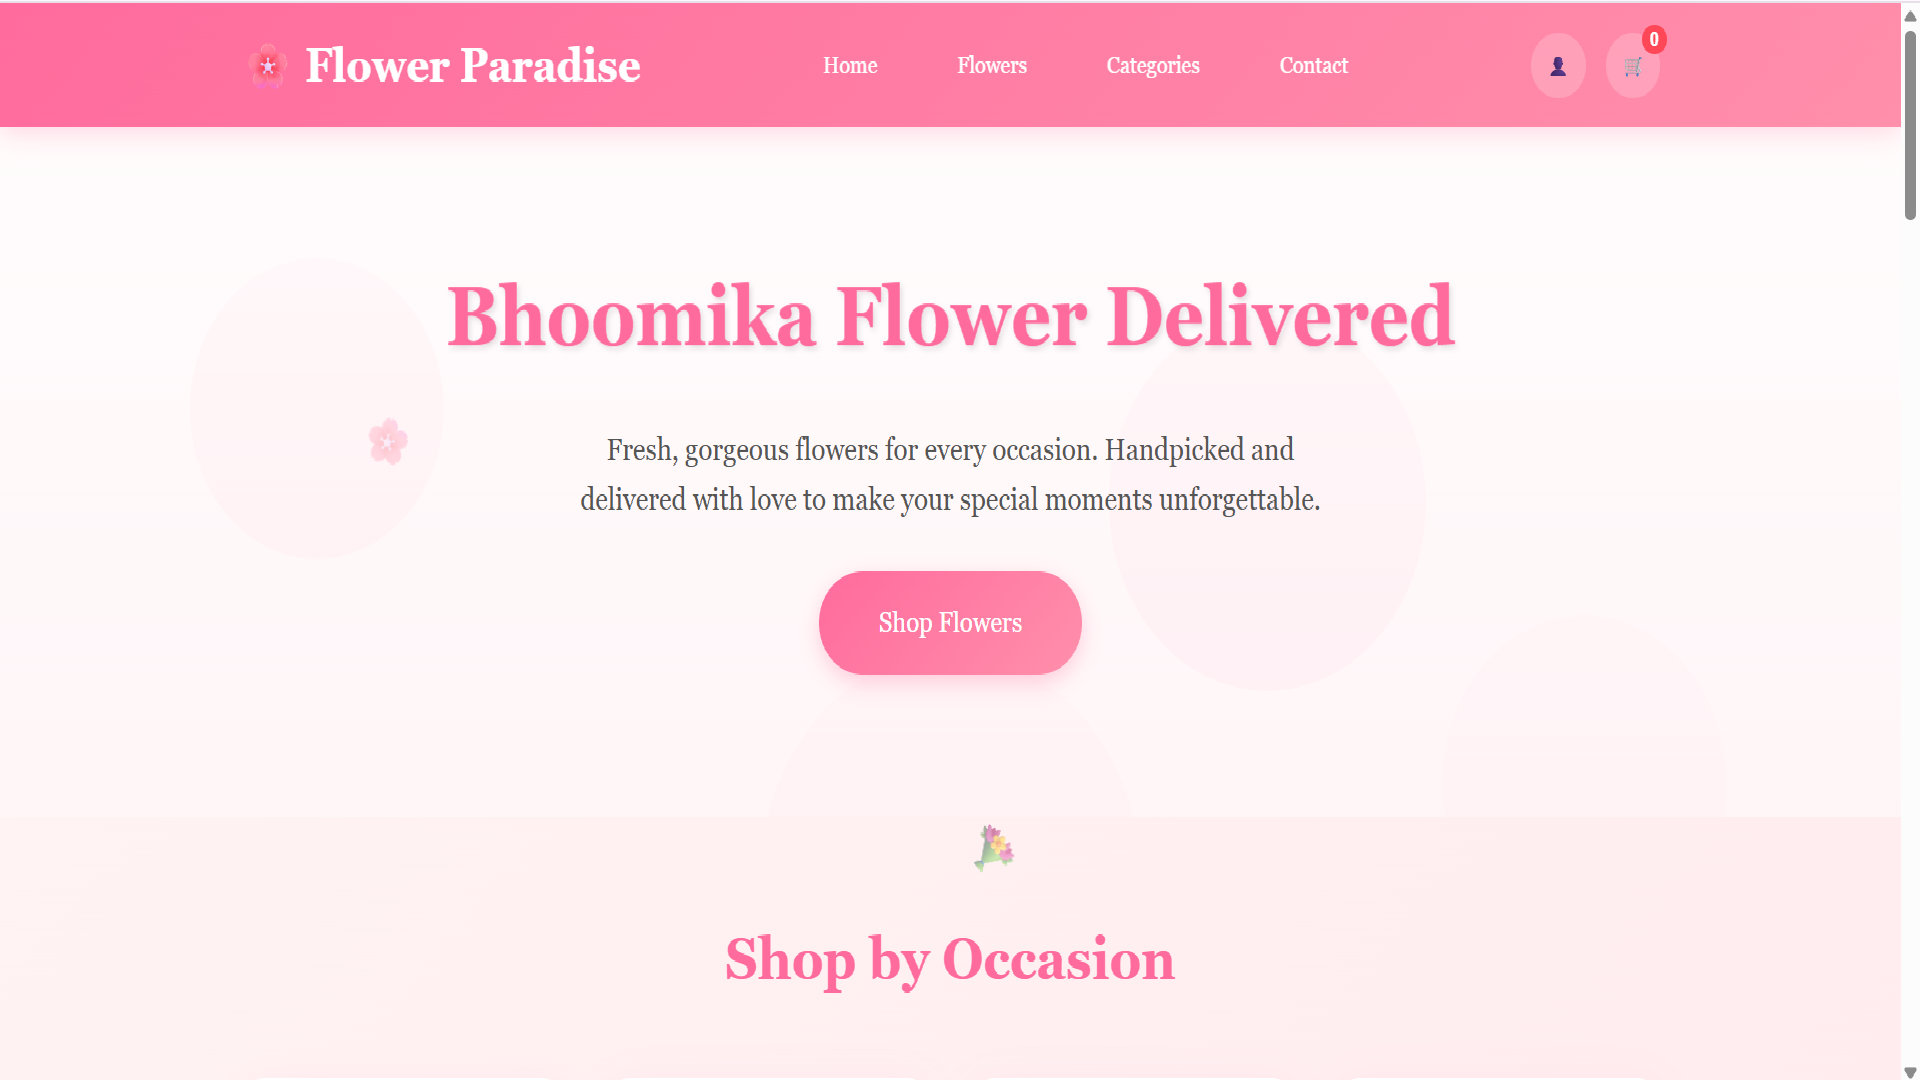 Flower Paradise
Home
Flowers
Categories
Contact
0
Bhoomika Flower Delivered
Fresh, gorgeous flowers for every occasion. Handpicked and
delivered with love to make your special moments unforgettable.
Shop Flowers
Shop by Occasion